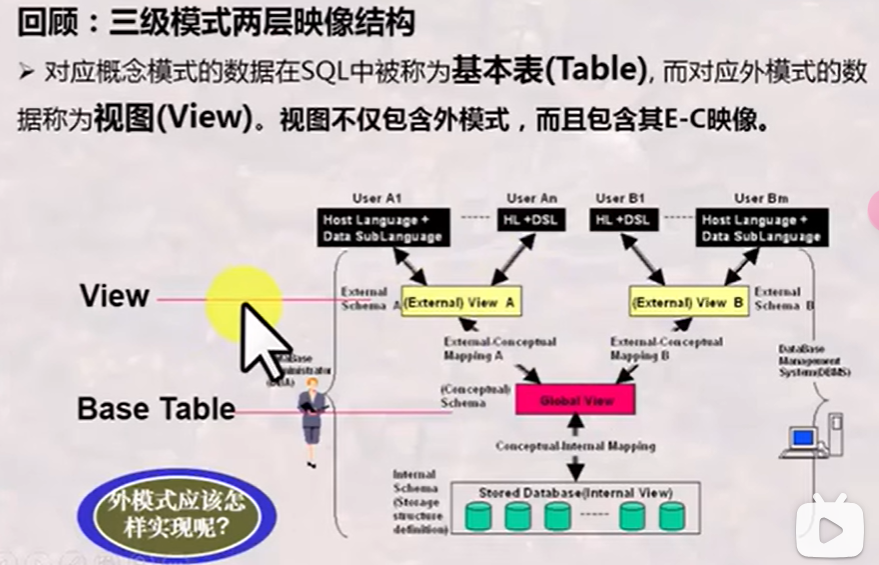 回顾：三级模式两层映像结构
➢ 对应概念模式的数据在SQL中被称为基本表(Table), 而对应外模式的数
据称为视图(View)。视图不仅包含外模式，而且包含其E-C映像。
User A1
User An
User B1
User Bm
Host Language +
Data SubLanguage
HL +DSL
HL +DSL
Host Language +
Data SubLanguage
View
External
Schema A
(External) View A
(External) View B
External
Schema B
External-Conceptual
Mapping A
External-Conceptual
Mapping B
DataBase
Management
System(DBMS)
(DBA)
Base Table
(Conceptual)
Schema
Global View
Conceptual-Internal Mapping
Internal
Schema
(Storage
structure
definition)
Stored Database(Internal View)
外模式应该怎
样实现呢?